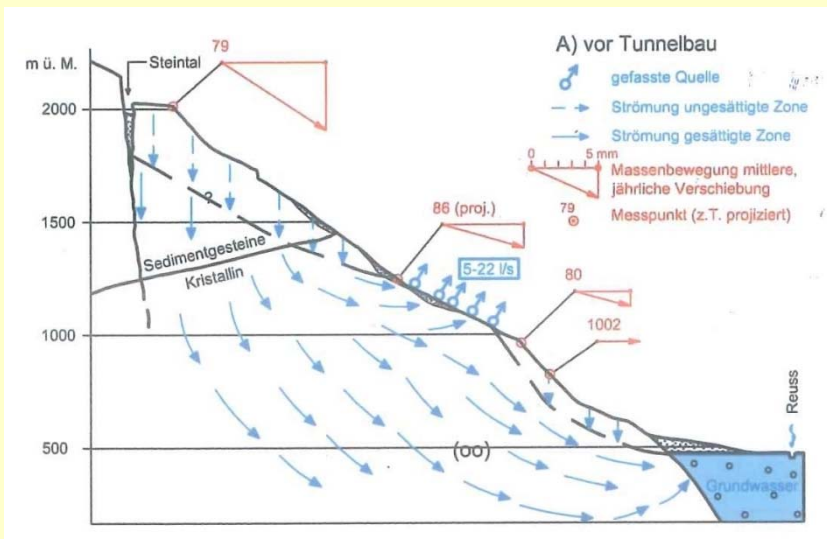 A) vor Tunnelbau
gefasste Quelle
Strömung ungesättigte Zone
Strömung gesättigte Zone
0 5 mm
Massenbewegung mittlere,
jährliche Verschiebung
79
Messpunkt (z.T. projiziert)
m ü. M.
Steintal
79
2000
1500
1000
500
?
Sedimentgesteine
Kristallin
86 (proj.)
5-22 l/s
80
1002
(oo)
Reuss
Grundwasser